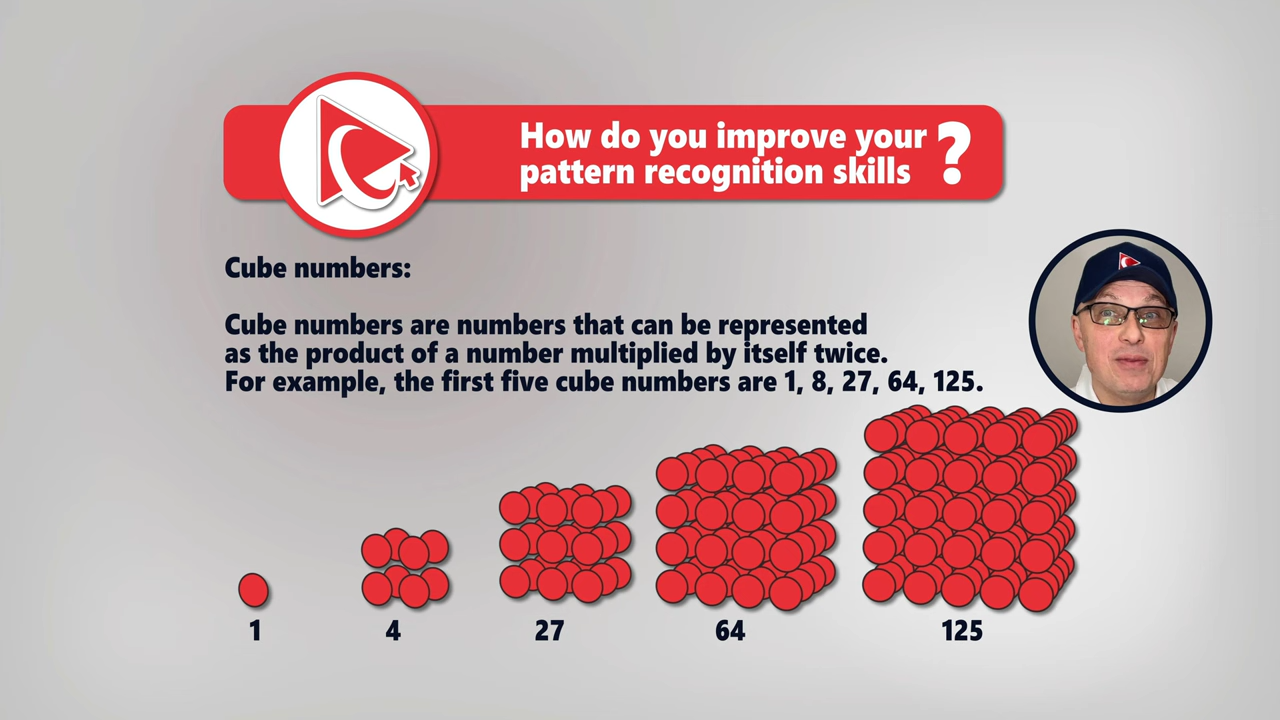 How do you improve your
pattern recognition skills ?
Cube numbers:
Cube numbers are numbers that can be represented
as the product of a number multiplied by itself twice.
For example, the first five cube numbers are 1, 8, 27, 64, 125.
1 4 27 64 125